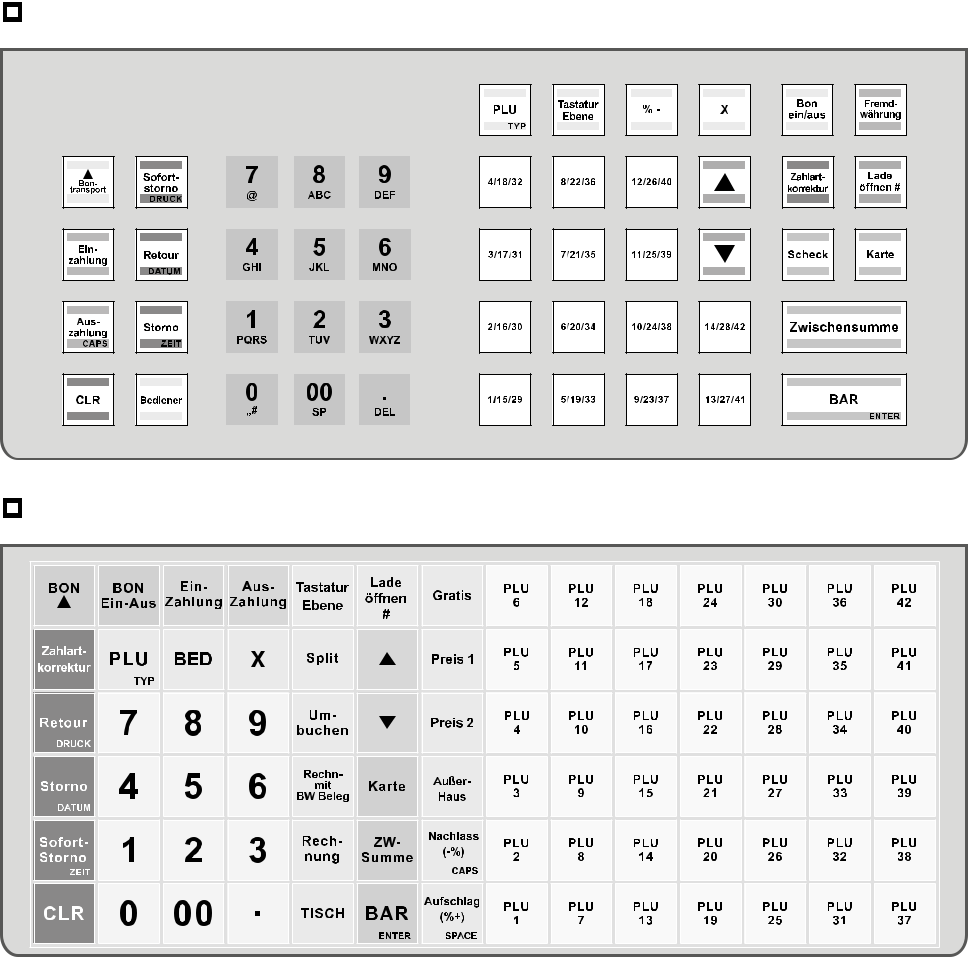 PLU
TYP
Tastatur
Ebene
% -
X
Bon
ein/aus
Fremd-
währung
▲
Bon-
transport
Sofort-
storno
DRUCK
7
@
8
ABC
9
DEF
4/18/32
8/22/36
12/26/40
▲
Zahlart-
korrektur
Lade
öffnen #
Ein-
zahlung
Retour
DATUM
4
GHI
5
JKL
6
MNO
3/17/31
7/21/35
11/25/39
▼
Scheck
Karte
Aus-
zahlung
CAPS
Storno
ZEIT
1
PQRS
2
TUV
3
WXYZ
2/16/30
6/20/34
10/24/38
14/28/42
Zwischensumme
CLR
Bediener
0
„#
00
SP
.
DEL
1/15/29
5/19/33
9/23/37
13/27/41
BAR
ENTER
BON
▲
BON
Ein-Aus
Ein-
Zahlung
Aus-
Zahlung
Tastatur
Ebene
Lade
öffnen
#
Gratis
PLU
6
PLU
12
PLU
18
PLU
24
PLU
30
PLU
36
PLU
42
Zahlart-
korrektur
PLU
TYP
BED
X
Split
▲
Preis 1
PLU
5
PLU
11
PLU
17
PLU
23
PLU
29
PLU
35
PLU
41
Retour
DRUCK
7
8
9
Um-
buchen
▼
Preis 2
PLU
4
PLU
10
PLU
16
PLU
22
PLU
28
PLU
34
PLU
40
Storno
DATUM
4
5
6
Rechn-
mit
BW Beleg
Karte
Außer-
Haus
PLU
3
PLU
9
PLU
15
PLU
21
PLU
27
PLU
33
PLU
39
Sofort-
Storno
ZEIT
1
2
3
Rech-
nung
ZW-
Summe
Nachlass
(-%)
CAPS
PLU
2
PLU
8
PLU
14
PLU
20
PLU
26
PLU
32
PLU
38
CLR
0
00
.
TISCH
BAR
ENTER
Aufschlag
(%+)
SPACE
PLU
1
PLU
7
PLU
13
PLU
19
PLU
25
PLU
31
PLU
37